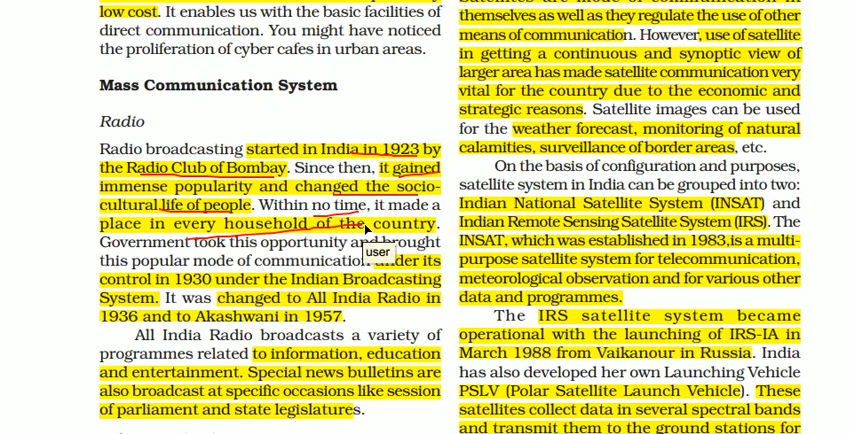 low cost. It enables us with the basic facilities of
direct communication. You might have noticed
the proliferation of cyber cafes in urban areas.
Mass Communication System
Radio
Radio broadcasting started in India in 1923 by
the Radio Club of Bombay. Since then, it gained
immense popularity and changed the socio-
cultural life of people. Within no time, it made a
place in every household of the country.
Government took this opportunity and brought
this popular mode of communication under its
control in 1930 under the Indian Broadcasting
System. It was changed to All India Radio in
1936 and to Akashwani in 1957.
All India Radio broadcasts a variety of
programmes related to information, education
and entertainment. Special news bulletins are
also broadcast at specific occasions like session
of parliament and state legislatures.
user
themselves as well as they regulate the use of other
means of communication. However, use of satellite
in getting a continuous and synoptic view of
larger area has made satellite communication very
vital for the country due to the economic and
strategic reasons. Satellite images can be used
for the weather forecast, monitoring of natural
calamities, surveillance of border areas, etc.
On the basis of configuration and purposes,
satellite system in India can be grouped into two:
Indian National Satellite System (INSAT) and
Indian Remote Sensing Satellite System (IRS). The
INSAT, which was established in 1983,is a multi-
purpose satellite system for telecommunication,
meteorological observation and for various other
data and programmes.
The IRS satellite system became
operational with the launching of IRS-IA in
March 1988 from Vaikanour in Russia. India
has also developed her own Launching Vehicle
PSLV (Polar Satellite Launch Vehicle). These
satellites collect data in several spectral bands
and transmit them to the ground stations for